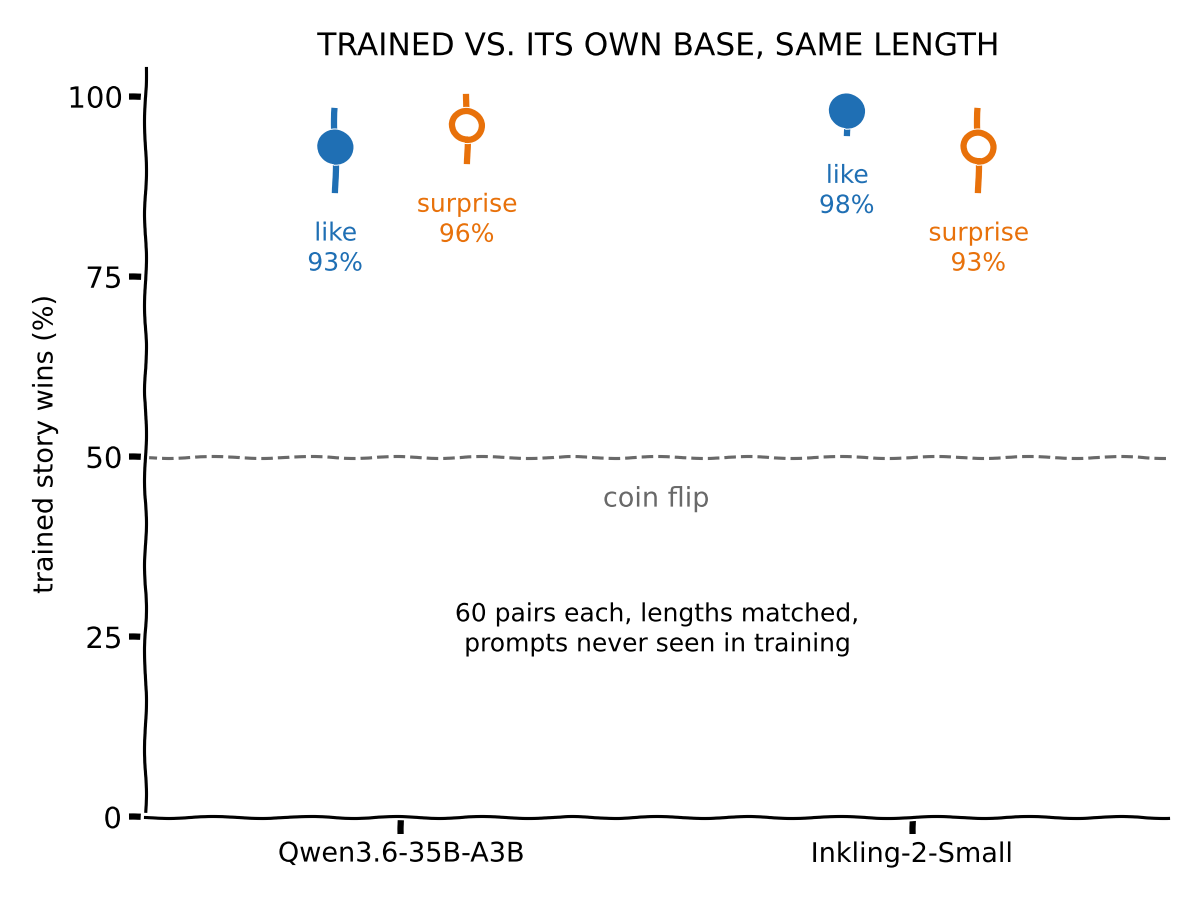 TRAINED VS. ITS OWN BASE, SAME LENGTH
trained story wins (%)
100
75
50
25
0
like
93%
surprise
96%
like
98%
surprise
93%
coin flip
60 pairs each, lengths matched,
prompts never seen in training
Qwen3.6-35B-A3B
Inkling-2-Small